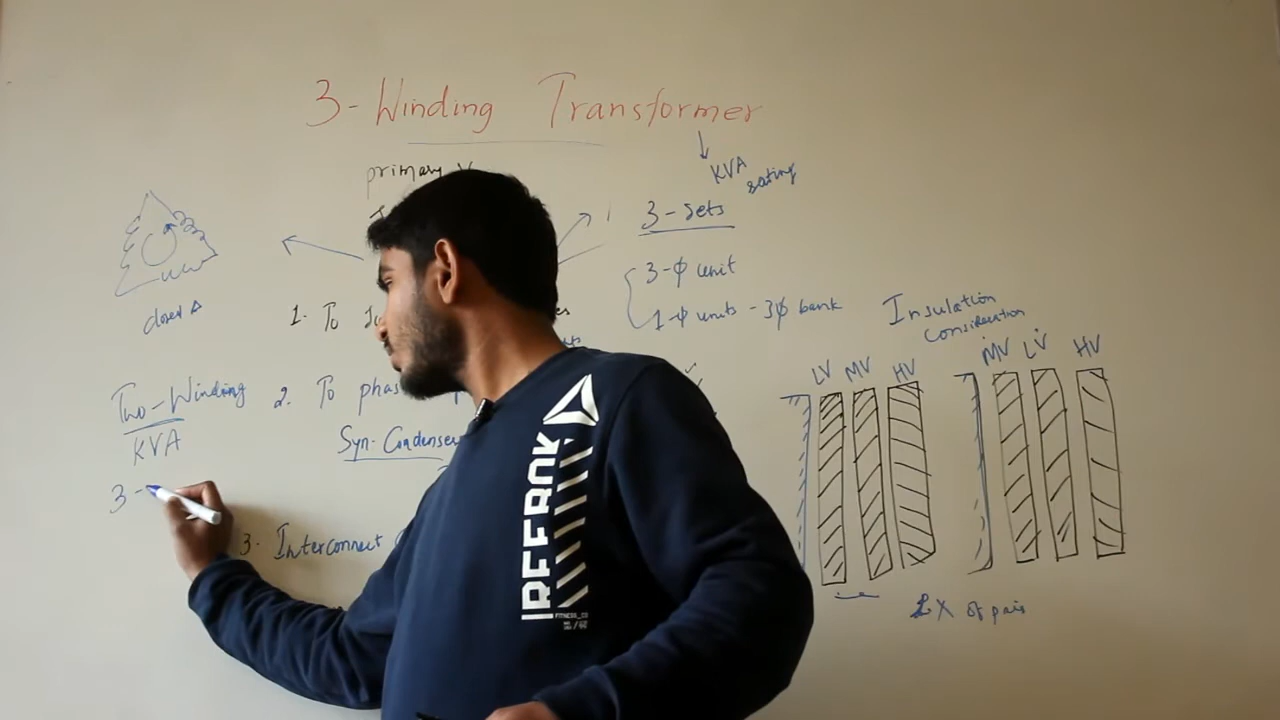 3-Winding Transformer
KVA
rating
primary
3-sets
3-φ unit
1-φ units - 3φ bank
closed Δ
1. To
Two-Winding
KVA
3-
2. To phas
Syn-Condenser
3. Interconnect
Insulation
Consideration
LV MV HV
MV LV HV
LX of pair
REEBOK